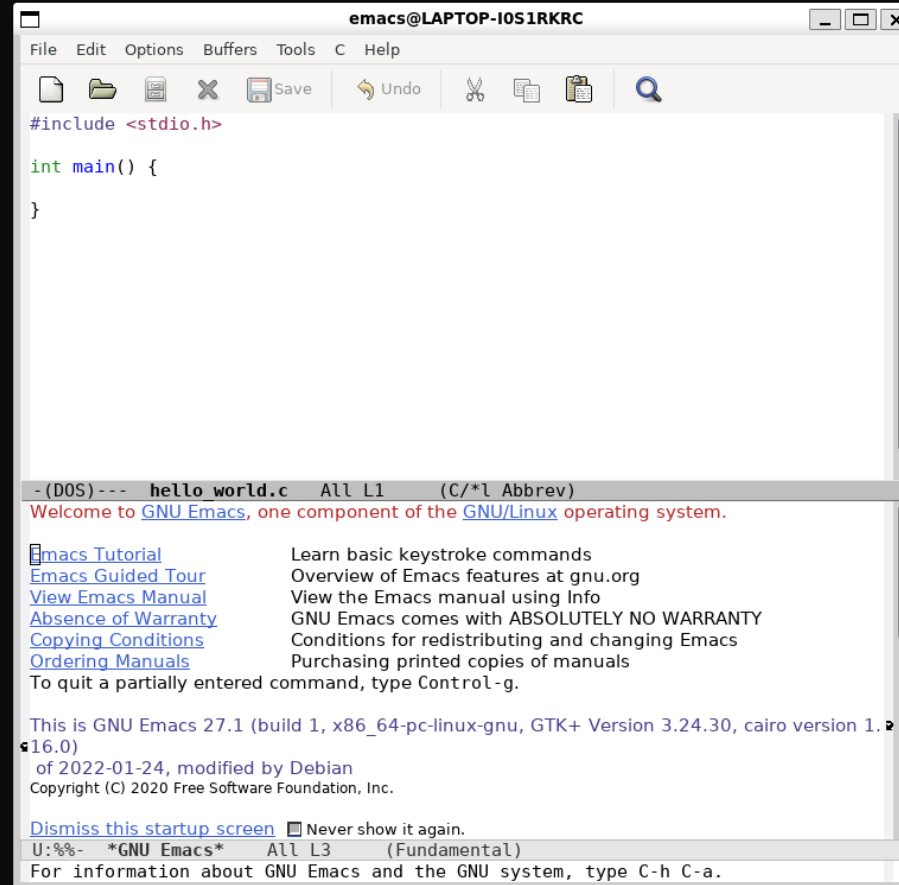 emacs@LAPTOP-I0S1RKRC
File Edit Options Buffers Tools C Help
Save Undo
#include <stdio.h>
int main() {
}
-(DOS)--- hello_world.c All L1 (C/*l Abbrev)
Welcome to GNU Emacs, one component of the GNU/Linux operating system.
Emacs Tutorial Learn basic keystroke commands
Emacs Guided Tour Overview of Emacs features at gnu.org
View Emacs Manual View the Emacs manual using Info
Absence of Warranty GNU Emacs comes with ABSOLUTELY NO WARRANTY
Copying Conditions Conditions for redistributing and changing Emacs
Ordering Manuals Purchasing printed copies of manuals
To quit a partially entered command, type Control-g.
This is GNU Emacs 27.1 (build 1, x86_64-pc-linux-gnu, GTK+ Version 3.24.30, cairo version 1.
16.0)
of 2022-01-24, modified by Debian
Copyright (C) 2020 Free Software Foundation, Inc.
Dismiss this startup screen Never show it again.
U:%%- *GNU Emacs* All L3 (Fundamental)
For information about GNU Emacs and the GNU system, type C-h C-a.